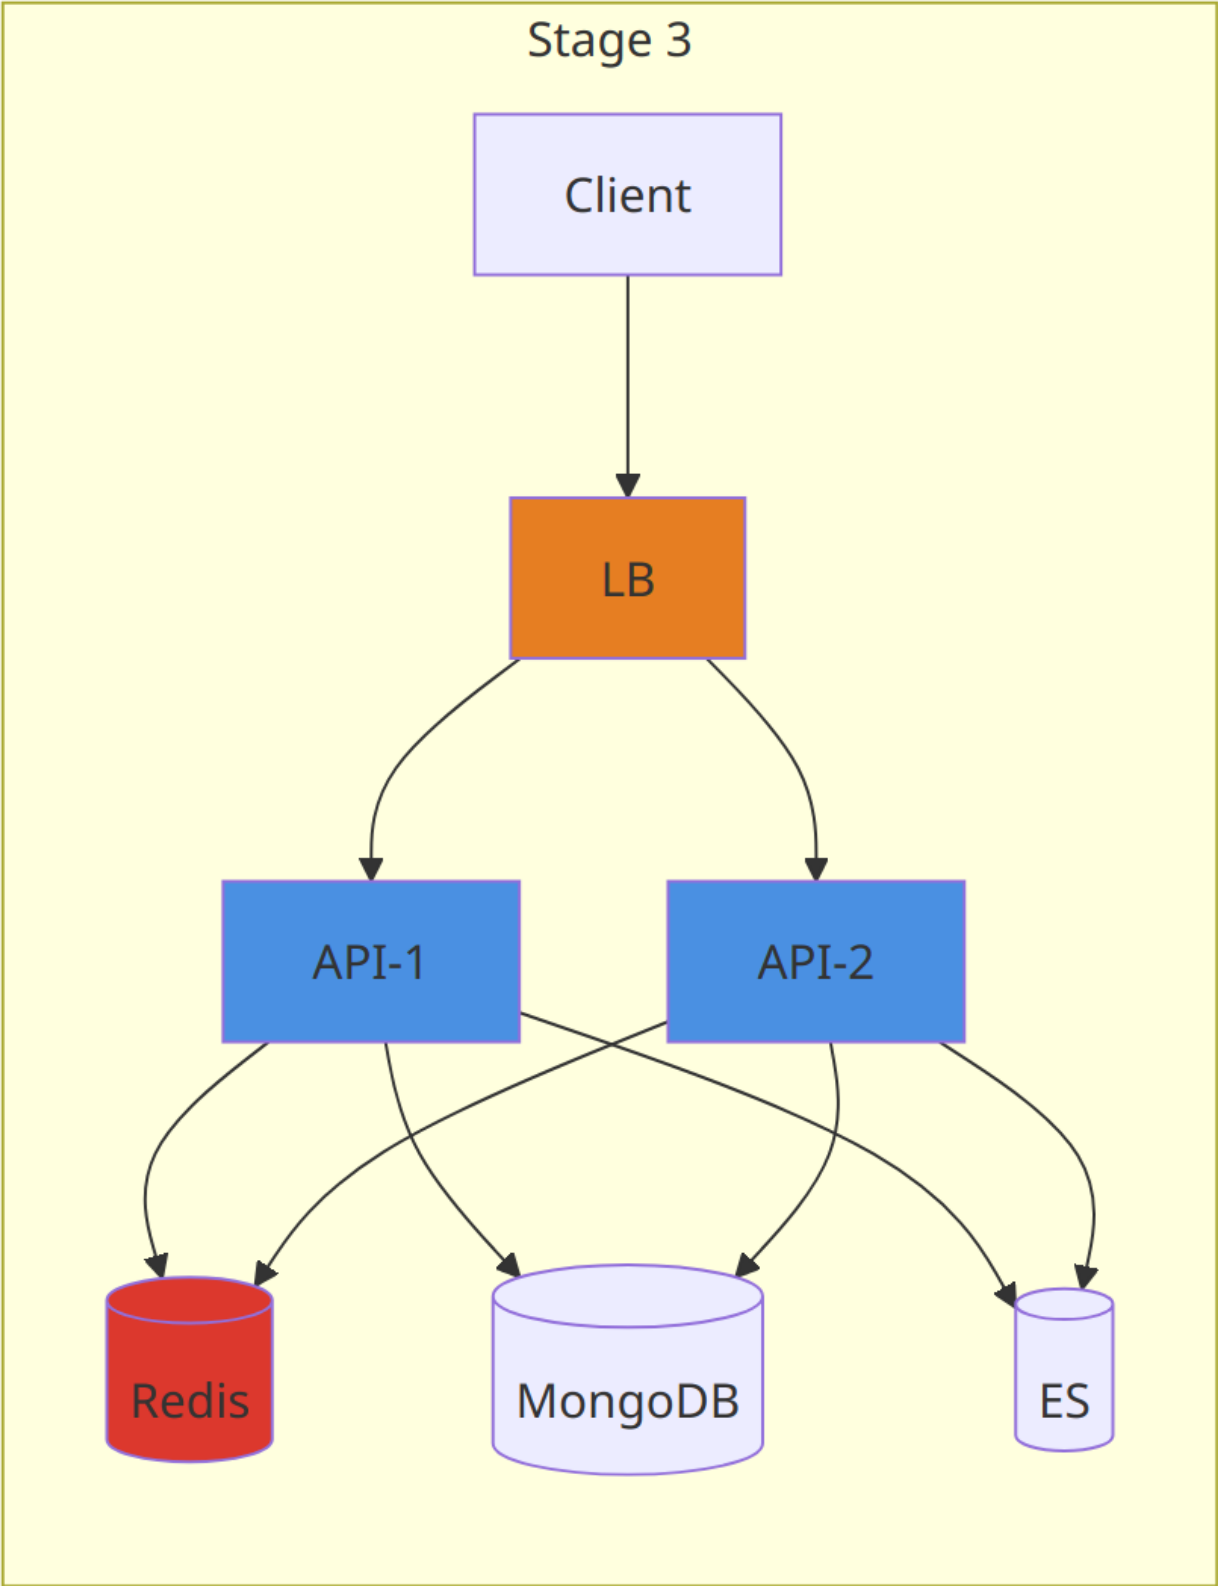 Stage 3
Client
LB
API-1
API-2
Redis
MongoDB
ES